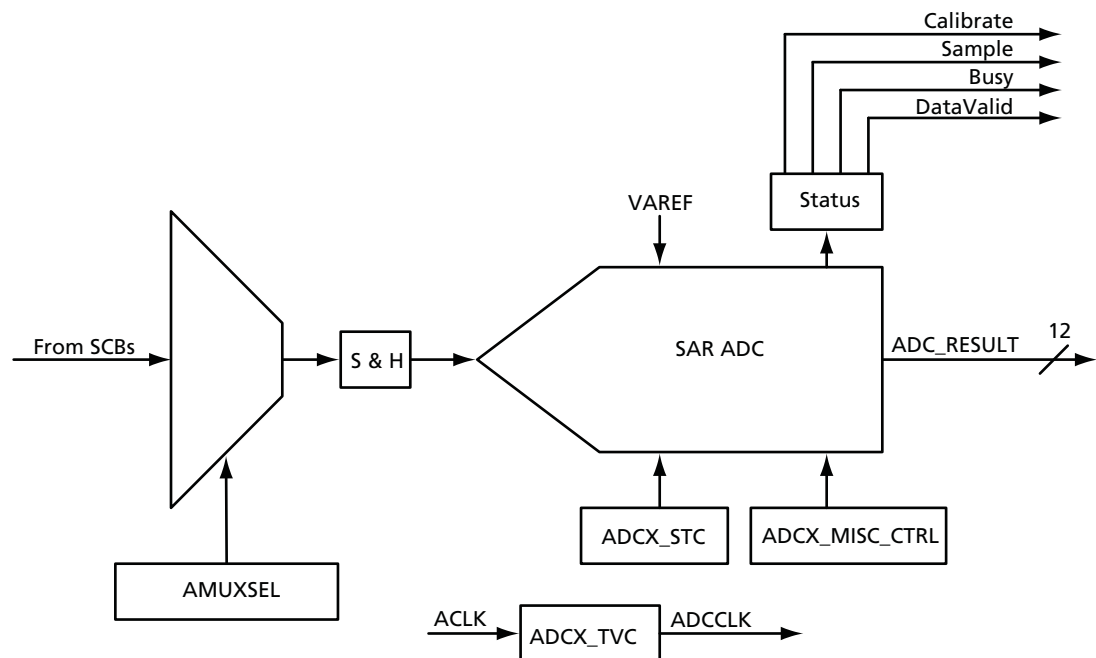 Calibrate
Sample
Busy
DataValid
Status
VAREF
From SCBs
S & H
SAR ADC
ADC_RESULT
12
ADCX_STC
ADCX_MISC_CTRL
AMUXSEL
ACLK
ADCX_TVC
ADCCLK